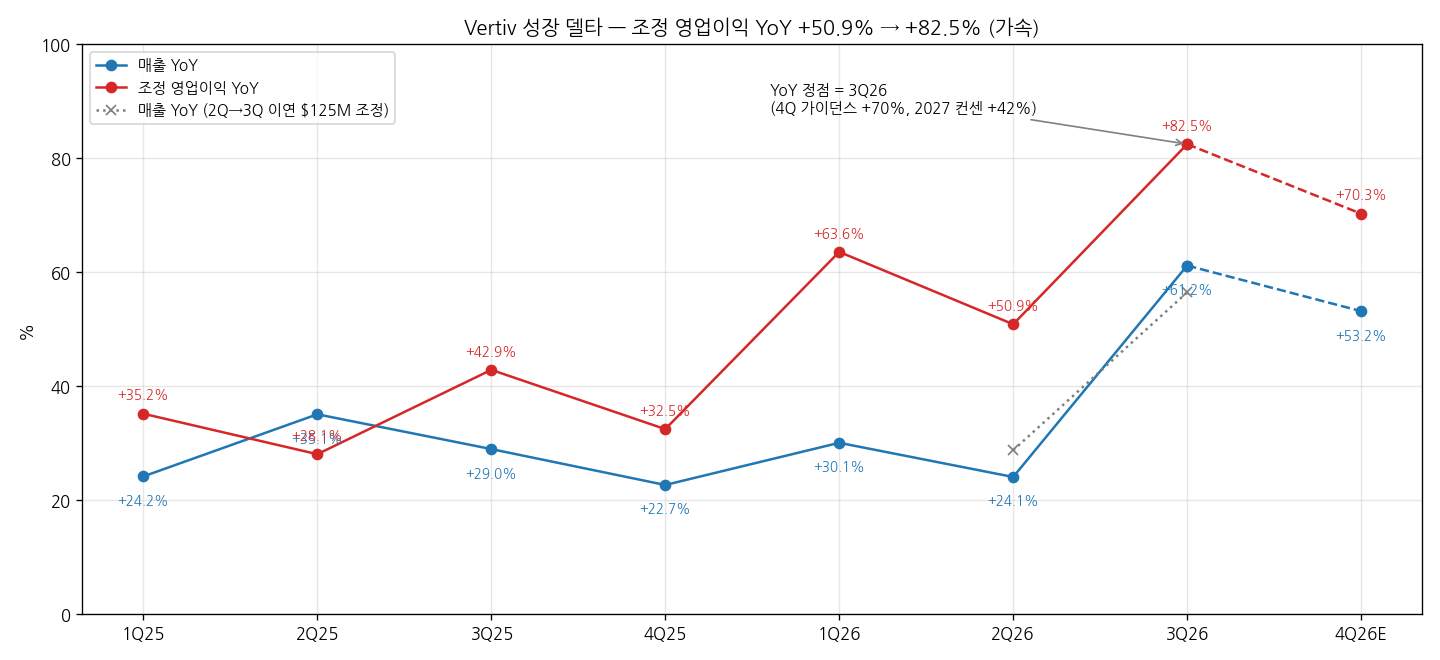 Vertiv 성장 델타 — 조정 영업이익 YoY +50.9% → +82.5% (가속)
매출 YoY
조정 영업이익 YoY
매출 YoY (2Q→3Q 이연 $125M 조정)
YoY 정점 = 3Q26
(4Q 가이던스 +70%, 2027 컨센 +42%)
%
100
80
60
40
20
0
+35.2%
+28.1%
+42.9%
+32.5%
+63.6%
+50.9%
+82.5%
+70.3%
+24.2%
+35.1%
+29.0%
+22.7%
+30.1%
+24.1%
+61.2%
+53.2%
1Q25
2Q25
3Q25
4Q25
1Q26
2Q26
3Q26
4Q26E